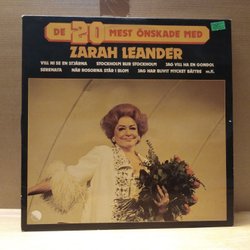 DE 20 MEST ÖNSKADE MED
ZARAH LEANDER
VILL NI SE EN STJÄRNA STOCKHOLM BLIR STOCKHOLM JAG VILL HA EN GONDOL
SERENATA NÄR ROSORNA STÅR I BLOM JAG HAR BLIVIT MYCKET BÄTTRE m.fl.